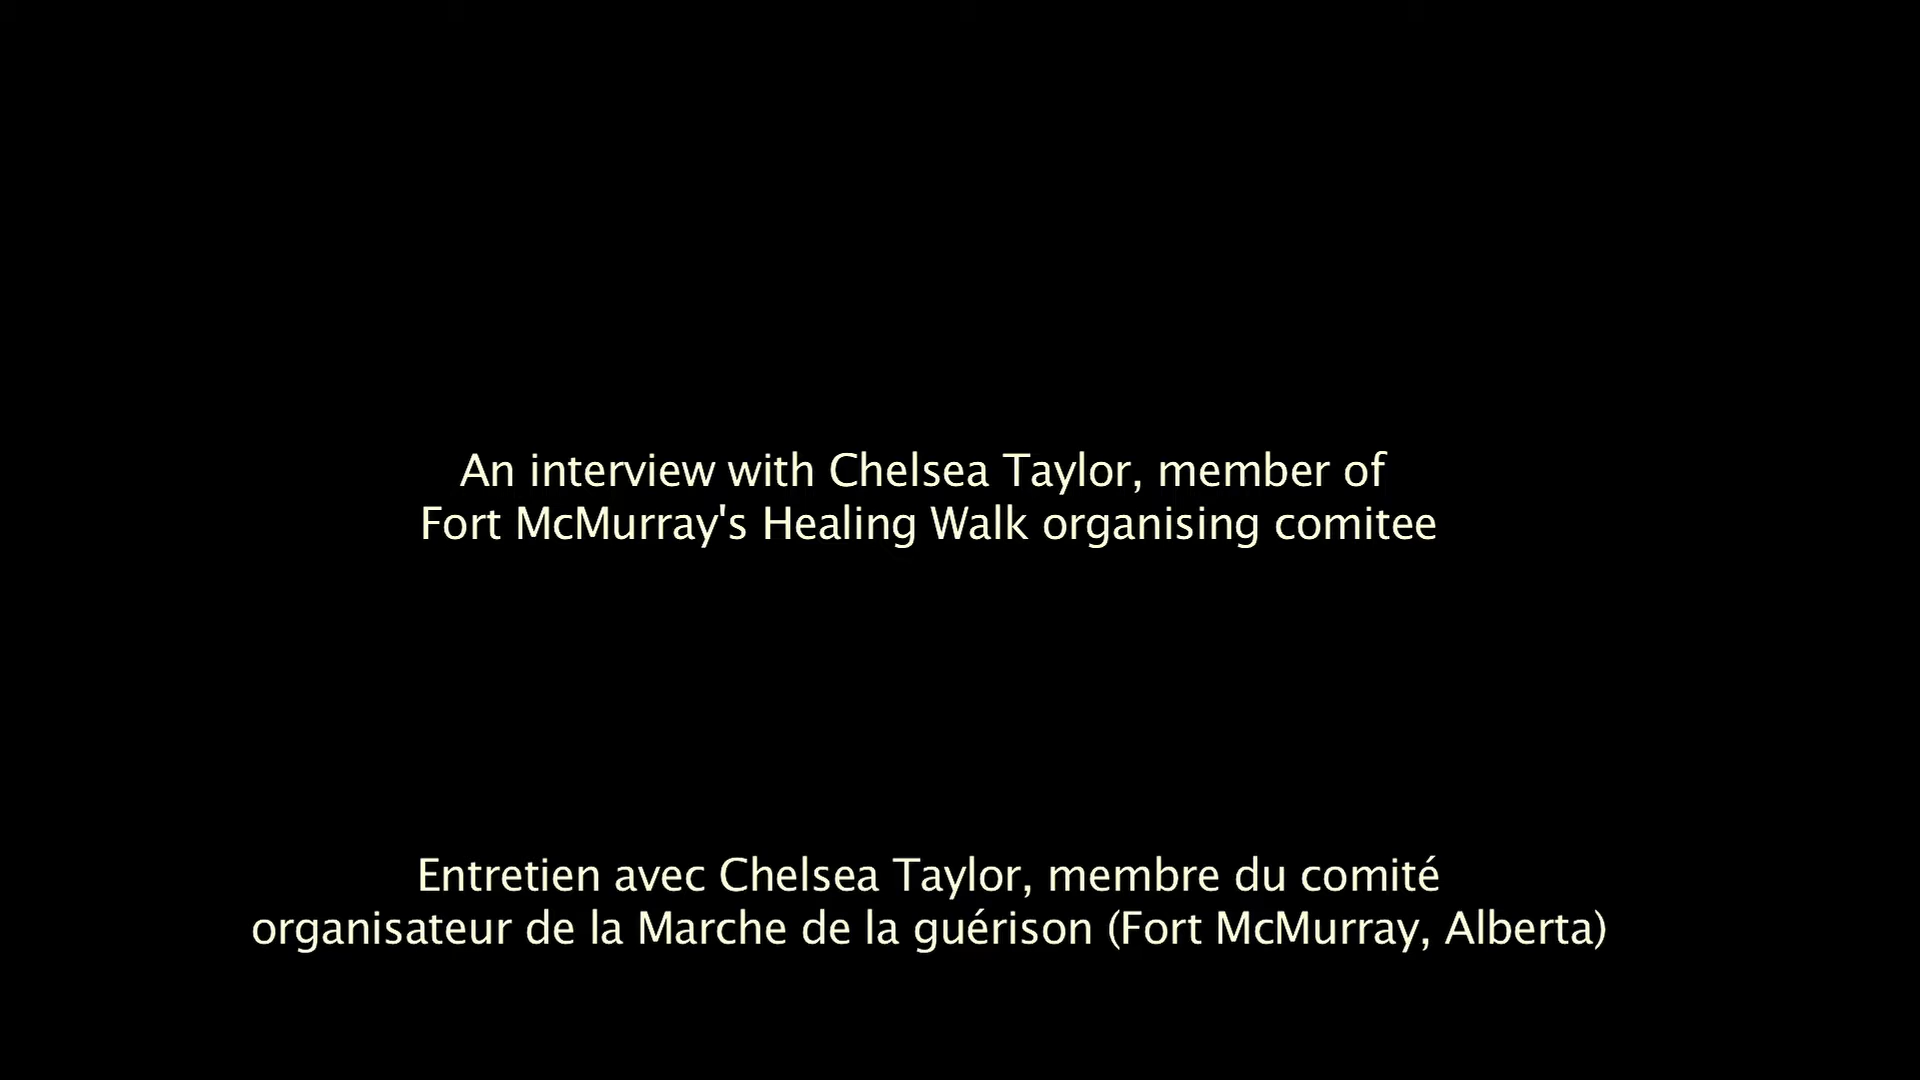 An interview with Chelsea Taylor, member of
Fort McMurray's Healing Walk organising comitee
Entretien avec Chelsea Taylor, membre du comité
organisateur de la Marche de la guérison (Fort McMurray, Alberta)